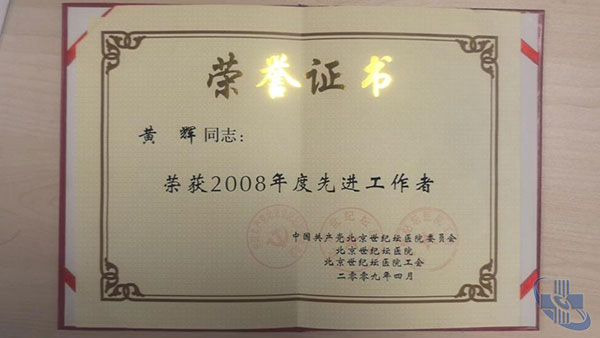 荣誉证书
黄 辉同志：
荣获2008年度先进工作者
中国共产党北京世纪坛医院委员会
北京世纪坛医院
北京世纪坛医院工会
二零零九年四月